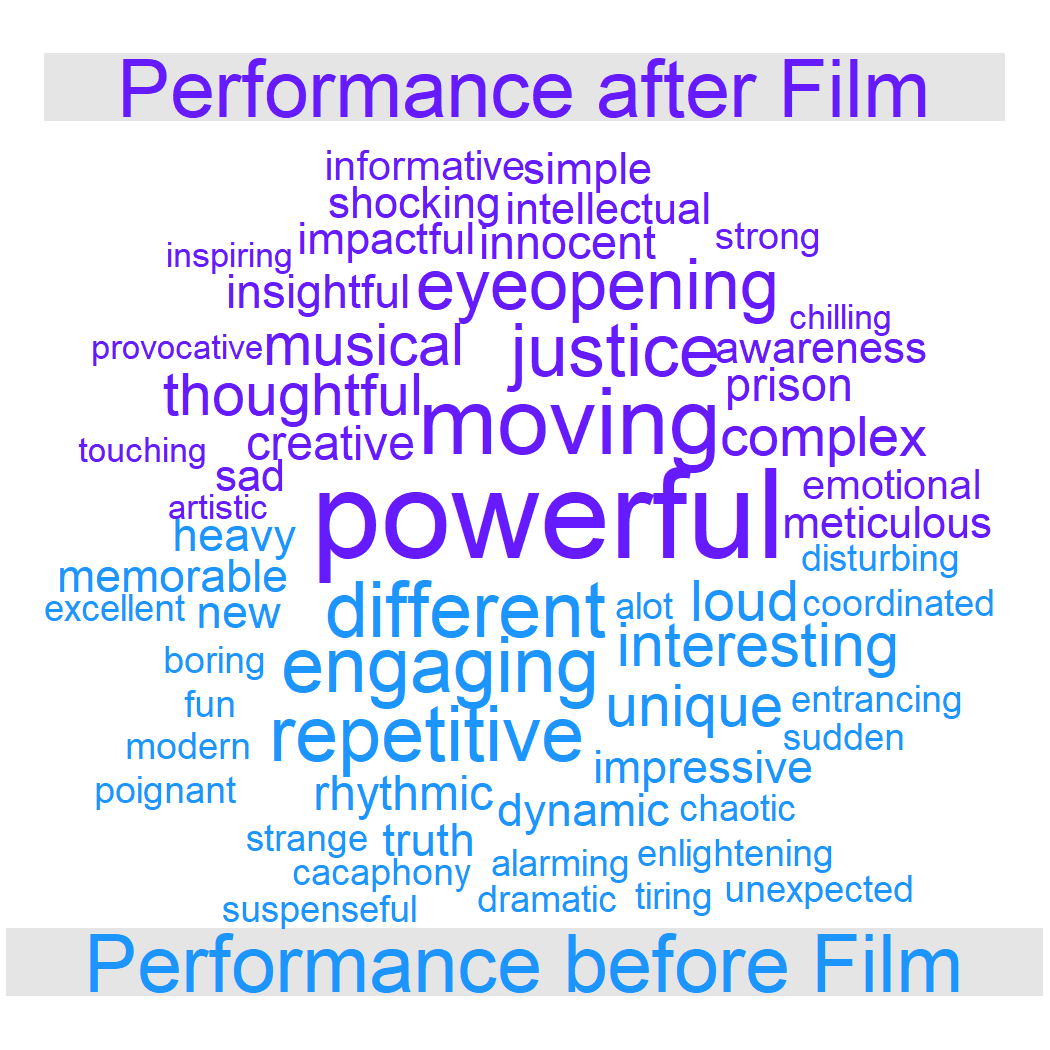 Performance after Film
informative simple
shocking intellectual
impactful innocent strong
inspiring
insightful eyeopening
chilling
provocative musical justice awareness
thoughtful moving prison
touching creative complex
sad
artistic powerful emotional
meticulous
heavy
disturbing
memorable
excellent new different alot loud coordinated
boring engaging interesting
fun unique entrancing
modern repetitive sudden
poignant rhythmic impressive
dynamic chaotic
strange truth
cacaphony alarming enlightening
suspenseful dramatic tiring unexpected
Performance before Film